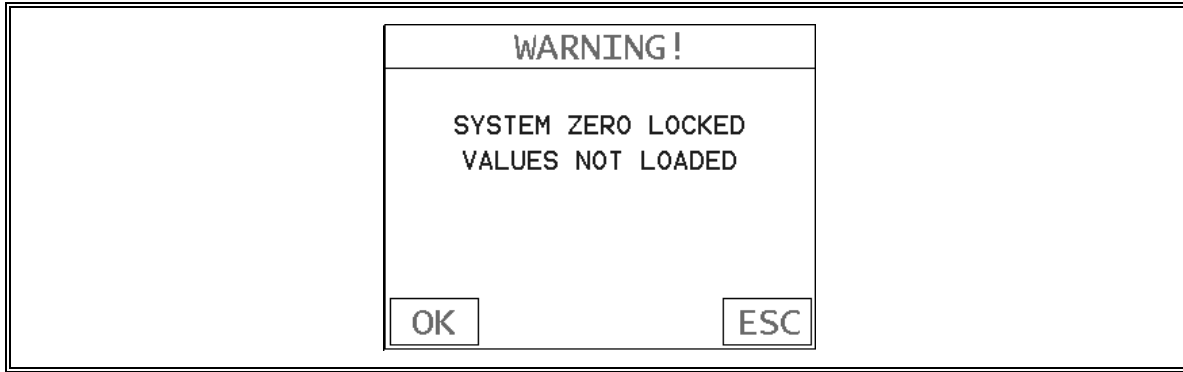 WARNING!
SYSTEM ZERO LOCKED
VALUES NOT LOADED
OK ESC